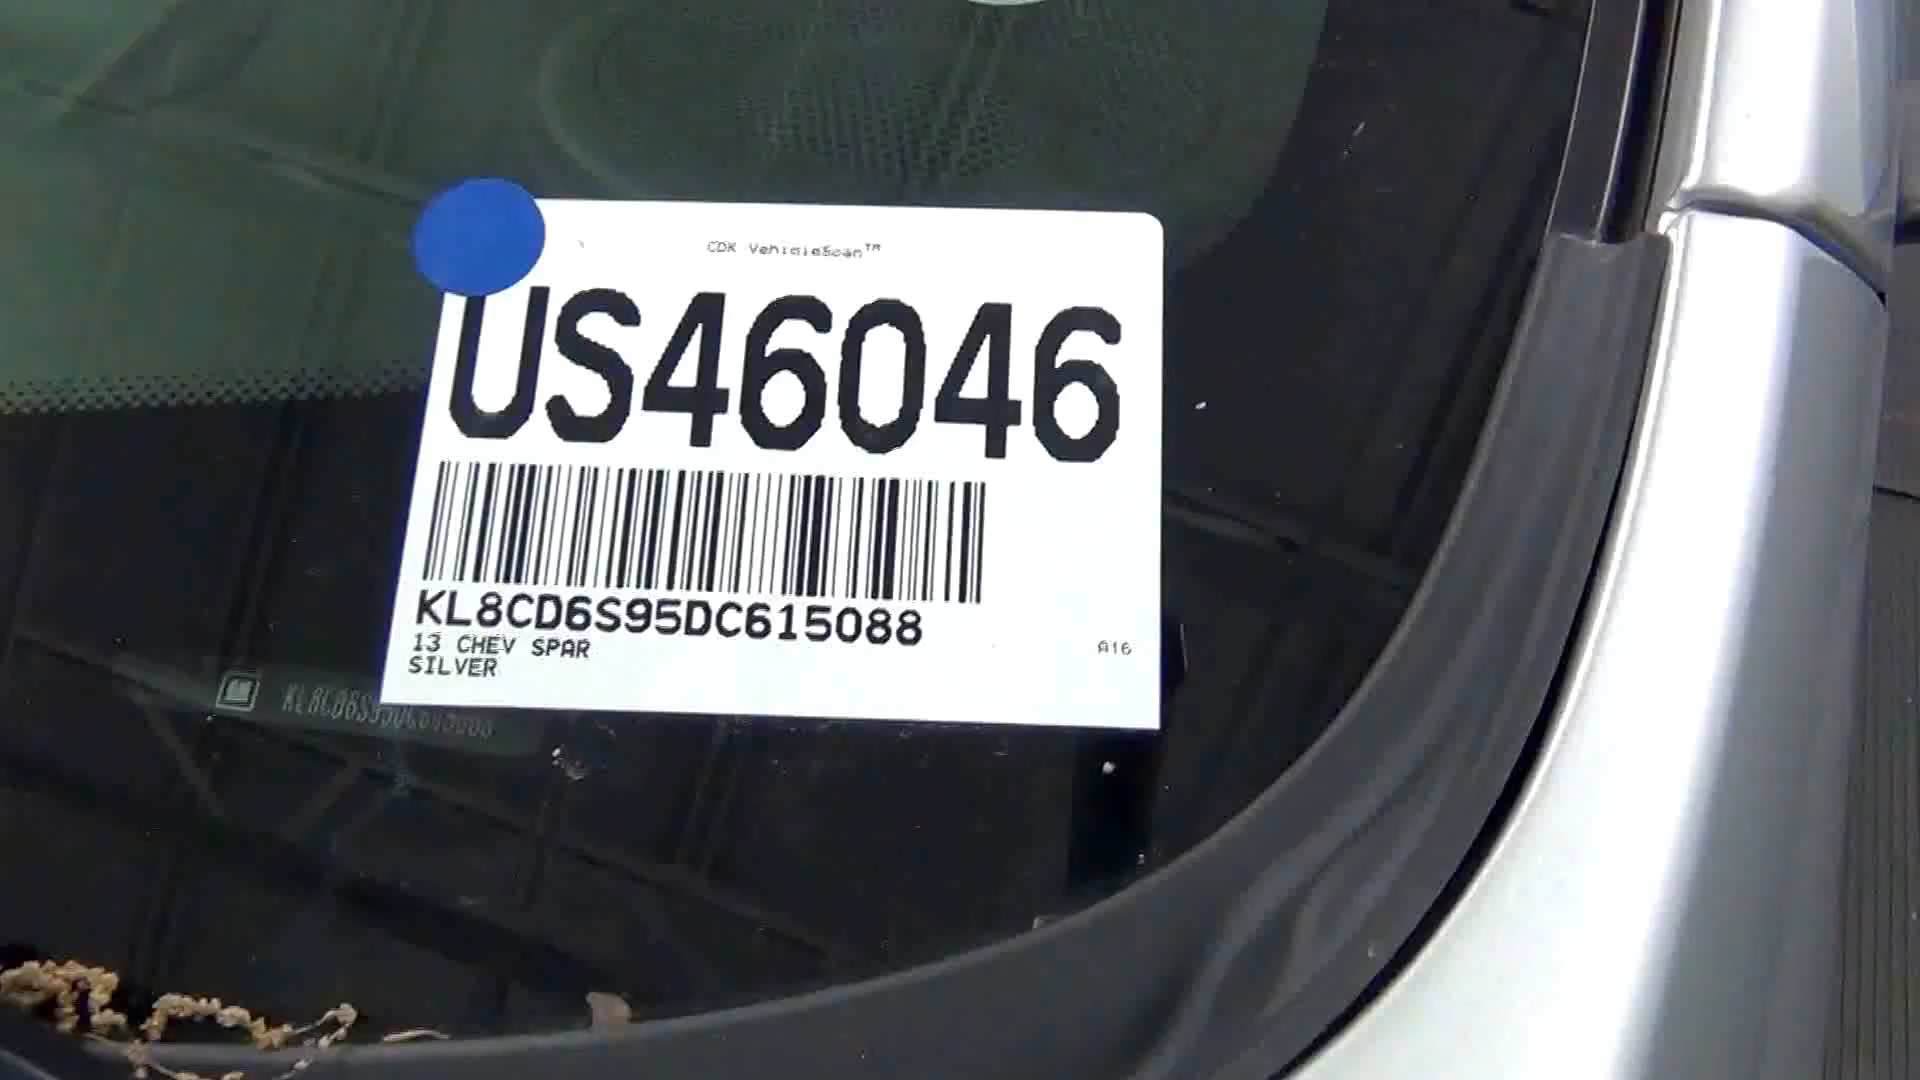 CDK VehicleScan™
US46046
KL8CD6S95DC615088
13 CHEV SPAR
SILVER
A16